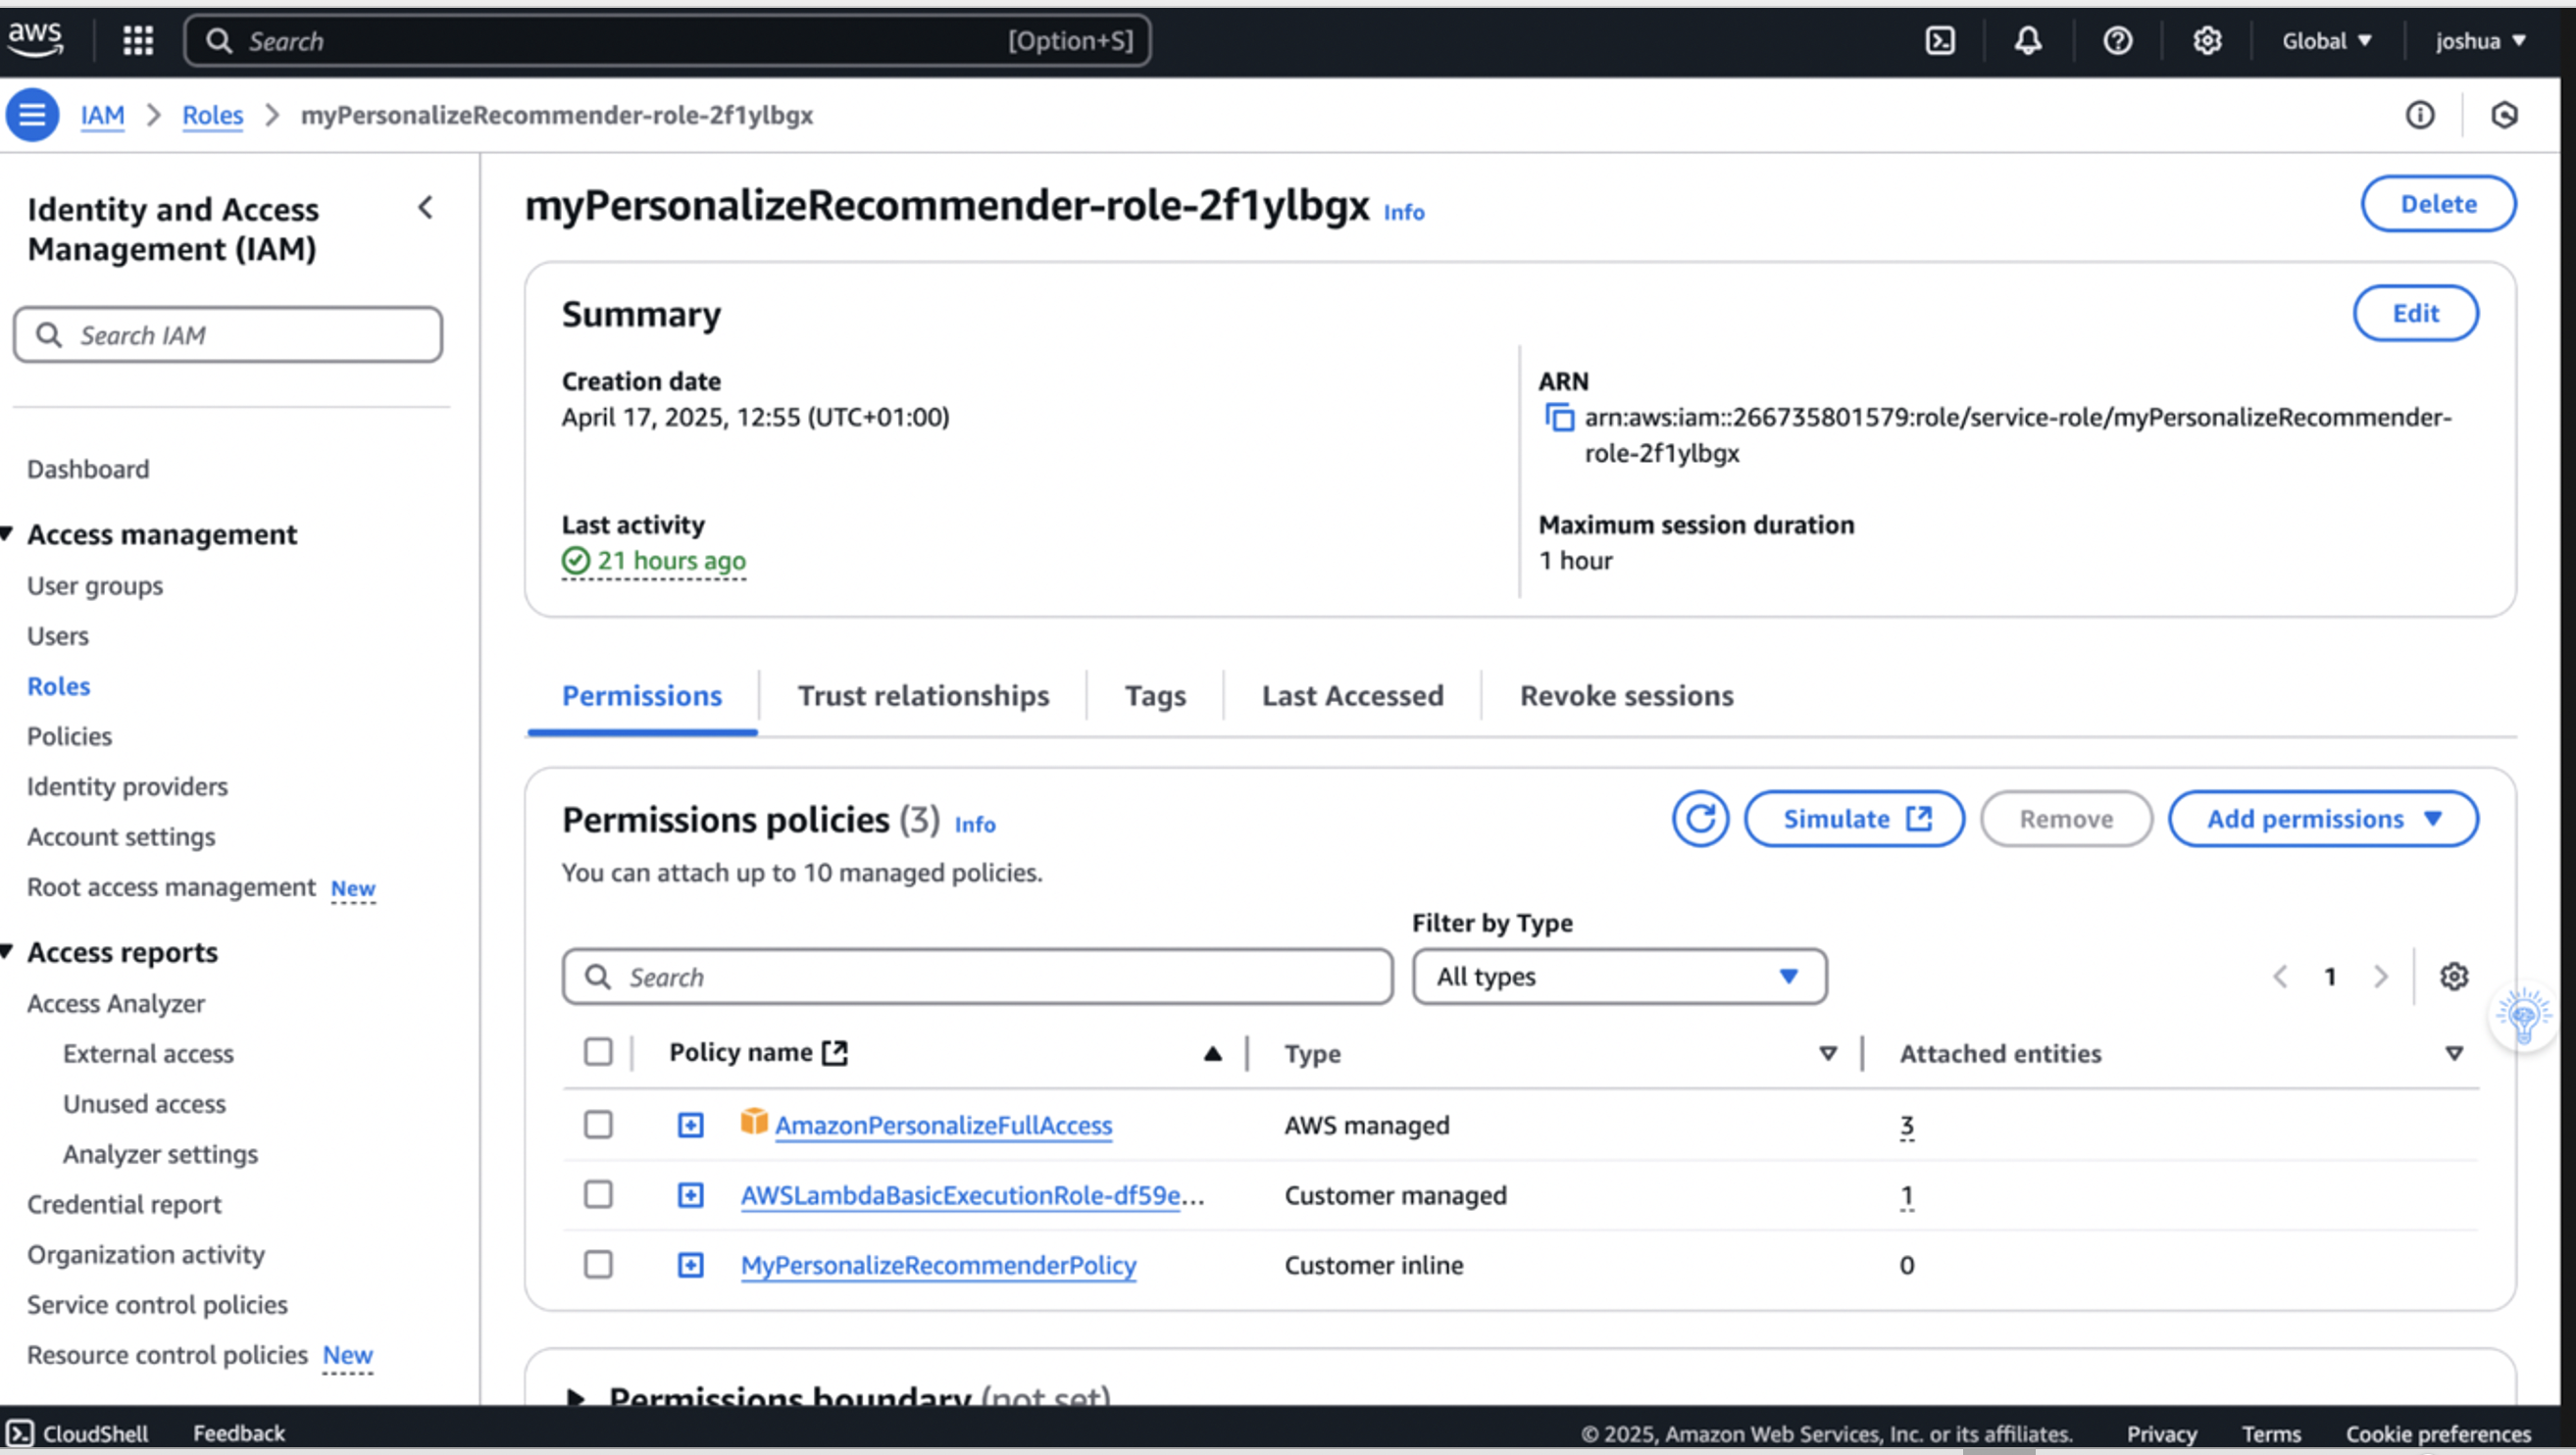 aws
Search [Option+S]
Global joshua
IAM Roles myPersonalizeRecommender-role-2f1ylbgx
Identity and Access
Management (IAM)
Search IAM
Dashboard
Access management
User groups
Users
Roles
Policies
Identity providers
Account settings
Root access management New
Access reports
Access Analyzer
External access
Unused access
Analyzer settings
Credential report
Organization activity
Service control policies
Resource control policies New
myPersonalizeRecommender-role-2f1ylbgx Info
Delete
Summary
Edit
Creation date
April 17, 2025, 12:55 (UTC+01:00)
ARN
arn:aws:iam::266735801579:role/service-role/myPersonalizeRecommender-
role-2f1ylbgx
Last activity
21 hours ago
Maximum session duration
1 hour
Permissions Trust relationships Tags Last Accessed Revoke sessions
Permissions policies (3) Info
Simulate Remove Add permissions
You can attach up to 10 managed policies.
Filter by Type
Search All types 1
Policy name Type Attached entities
AmazonPersonalizeFullAccess AWS managed 3
AWSLambdaBasicExecutionRole-df59e... Customer managed 1
MyPersonalizeRecommenderPolicy Customer inline 0
Permissions boundary (not set)
CloudShell Feedback © 2025, Amazon Web Services, Inc. or its affiliates. Privacy Terms Cookie preferences